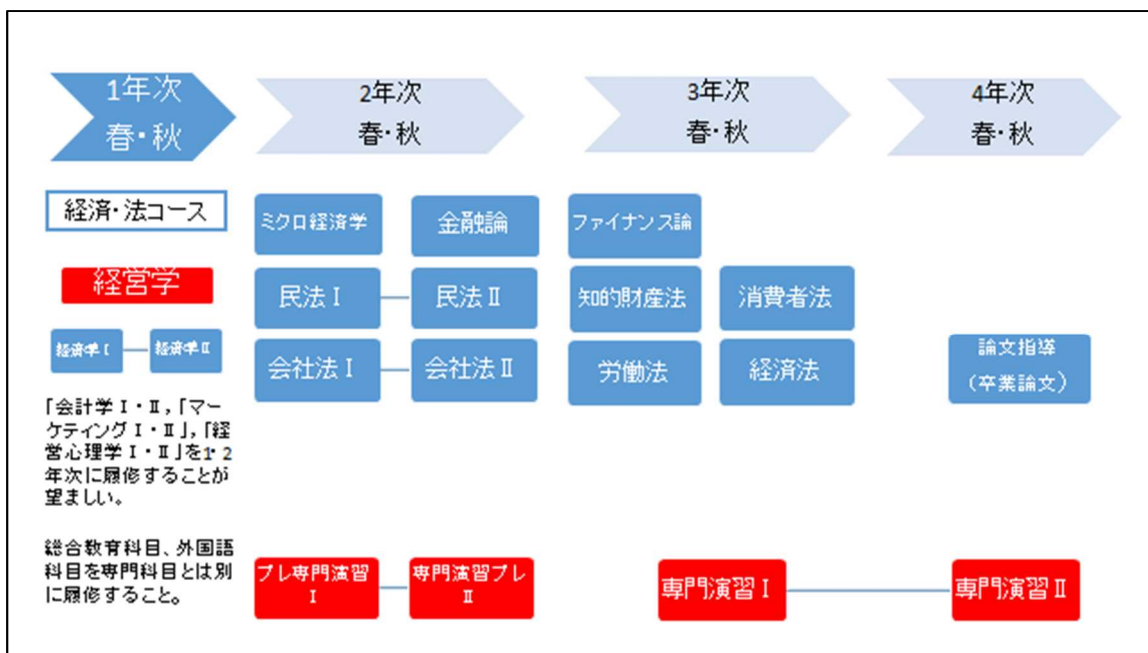 1年次
春・秋
2年次
春・秋
3年次
春・秋
4年次
春・秋
経済・法コース
ミクロ経済学
金融論
ファイナンス論
経営学
民法Ⅰ
民法Ⅱ
知的財産法
消費者法
経済学Ⅰ
経済学Ⅱ
会社法Ⅰ
会社法Ⅱ
労働法
経済法
論文指導
(卒業論文)
「会計学Ⅰ・Ⅱ,「マー
ケティングⅠ・Ⅱ」,「経
営心理学Ⅰ・Ⅱ」を1・2
年次に履修することが
望ましい。
総合教育科目、外国語
科目を専門科目とは別
に履修すること。
プレ専門演習
Ⅰ
専門演習プレ
Ⅱ
専門演習Ⅰ
専門演習Ⅱ